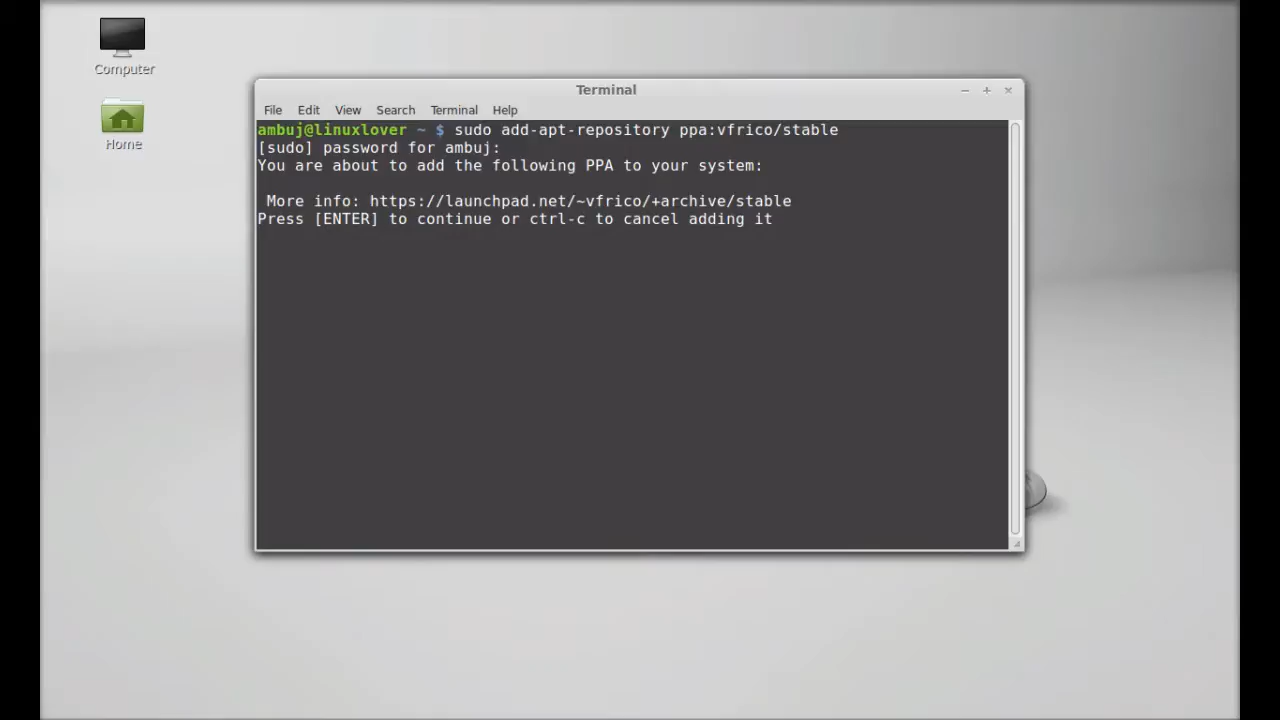 Computer
Home
Terminal
File Edit View Search Terminal Help
ambuj@linuxlover ~ $ sudo add-apt-repository ppa:vfrico/stable
[sudo] password for ambuj:
You are about to add the following PPA to your system:
More info: https://launchpad.net/~vfrico/+archive/stable
Press [ENTER] to continue or ctrl-c to cancel adding it